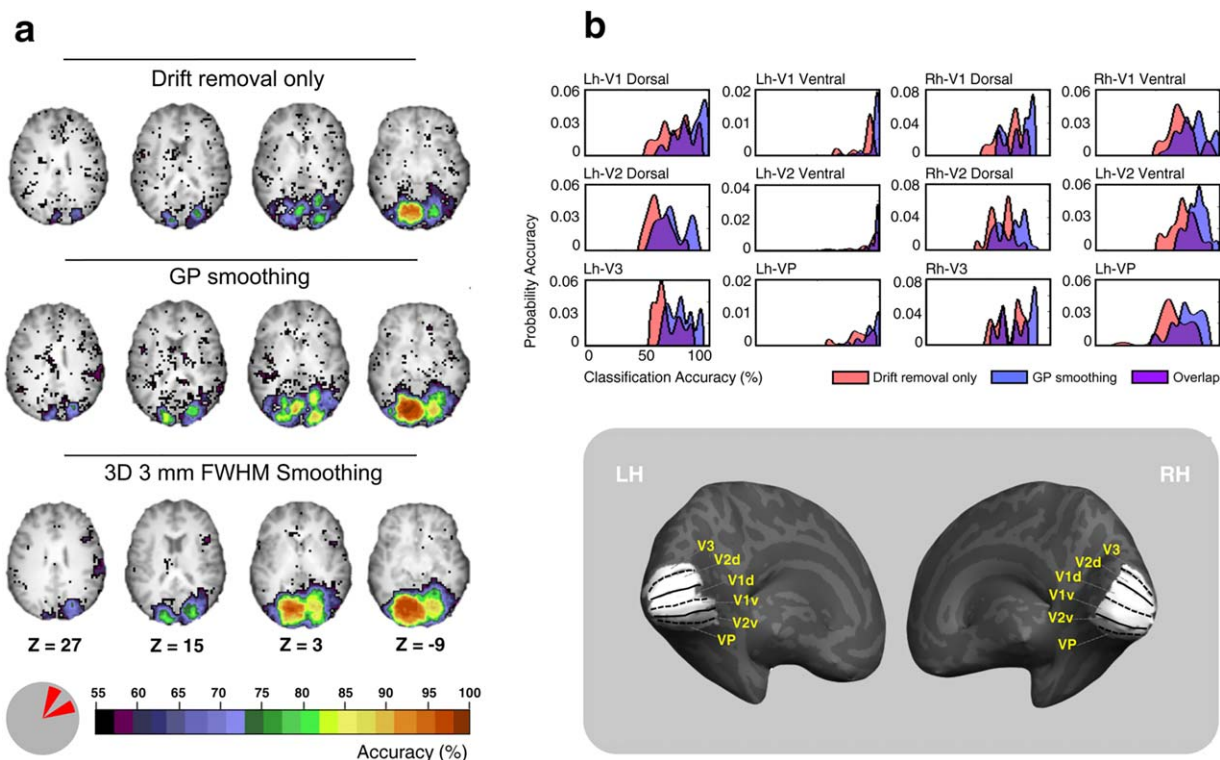 a
Drift removal only
GP smoothing
3D 3 mm FWHM Smoothing
Z = 27 Z = 15 Z = 3 Z = -9
55 60 65 70 75 80 85 90 95 100
Accuracy (%)
b
Lh-V1 Dorsal Lh-V1 Ventral Rh-V1 Dorsal Rh-V1 Ventral
0.06 0.02 0.08 0.06
0.03 0.01 0.04 0.03
0 0 0 0
Lh-V2 Dorsal Lh-V2 Ventral Rh-V2 Dorsal Lh-V2 Ventral
0.06 0.04 0.08 0.06
0.03 0.02 0.04 0.03
0 0 0 0
Lh-V3 Lh-VP Rh-V3 Lh-VP
0.06 0.02 0.08 0.06
0.03 0.01 0.04 0.03
0 0 0 0
Probability Accuracy
0 50 100
Classification Accuracy (%)
Drift removal only GP smoothing Overlap
LH RH
V3 V3
V2d V2d
V1d V1d
V1v V1v
V2v V2v
VP VP